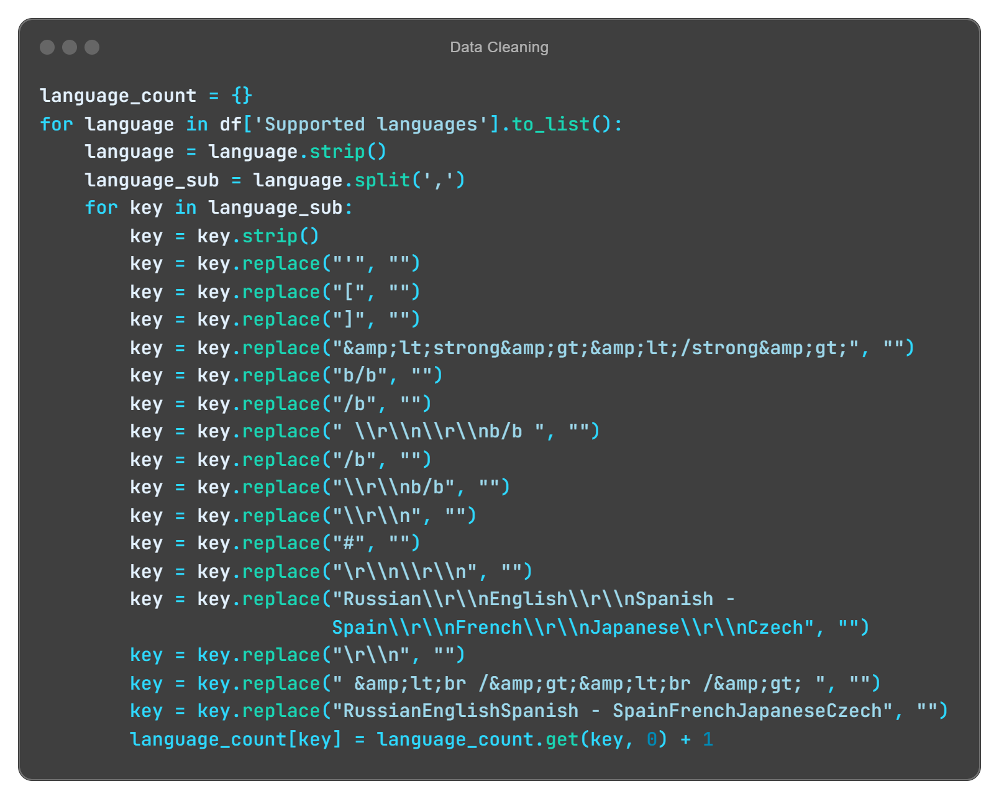 Data Cleaning
language_count = {}
for language in df['Supported languages'].to_list():
    language = language.strip()
    language_sub = language.split(',')
    for key in language_sub:
        key = key.strip()
        key = key.replace("'", "")
        key = key.replace("[", "")
        key = key.replace("]", "")
        key = key.replace("&amp;lt;strong&amp;gt;&amp;lt;/strong&amp;gt;", "")
        key = key.replace("b/b", "")
        key = key.replace("/b", "")
        key = key.replace(" \\r\\n\\r\\nb/b ", "")
        key = key.replace("/b", "")
        key = key.replace("\\r\\nb/b", "")
        key = key.replace("\\r\\n", "")
        key = key.replace("#", "")
        key = key.replace("\r\\n\\r\\n", "")
        key = key.replace("Russian\\r\\nEnglish\\r\\nSpanish -
                          Spain\\r\\nFrench\\r\\nJapanese\\r\\nCzech", "")
        key = key.replace("\r\\n", "")
        key = key.replace(" &amp;lt;br /&amp;gt;&amp;lt;br /&amp;gt; ", "")
        key = key.replace("RussianEnglishSpanish - SpainFrenchJapaneseCzech", "")
        language_count[key] = language_count.get(key, 0) + 1